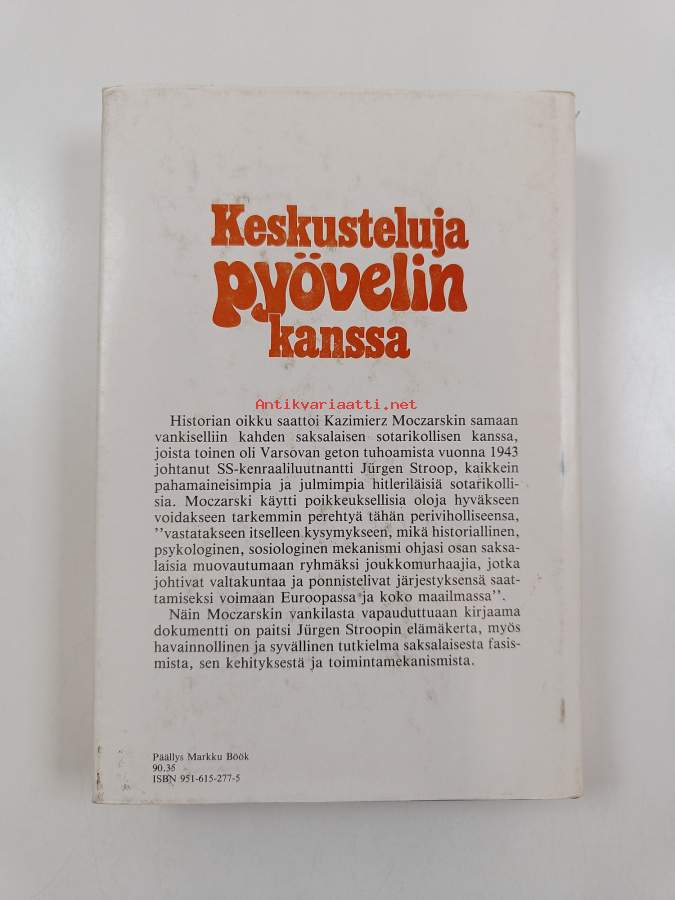 Keskusteluja
pyövelin
kanssa
Antikvariaatti.net
Historian oikku saattoi Kazimierz Moczarskin samaan
vankiselliin kahden saksalaisen sotarikollisen kanssa,
joista toinen oli Varsovan geton tuhoamista vuonna 1943
johtanut SS-kenraaliluutnantti Jürgen Stroop, kaikkein
pahamaineisimpia ja julmimpia hitleriläisiä sotarikolli-
sia. Moczarski käytti poikkeuksellisia oloja hyväkseen
voidakseen tarkemmin perehtyä tähän periviholliseensa,
''vastatakseen itselleen kysymykseen, mikä historiallinen,
psykologinen, sosiologinen mekanismi ohjasi osan saksa-
laisia muovautumaan ryhmäksi joukkomurhaajia, jotka
johtivat valtakuntaa ja ponnistelivat järjestyksensä saat-
tamiseksi voimaan Euroopassa ja koko maailmassa''.
Näin Moczarskin vankilasta vapauduttuaan kirjaama
dokumentti on paitsi Jürgen Stroopin elämäkerta, myös
havainnollinen ja syvällinen tutkielma saksalaisesta fasis-
mista, sen kehityksestä ja toimintamekanismista.
Päällys Markku Böök
90.36
ISBN 951-615-277-5